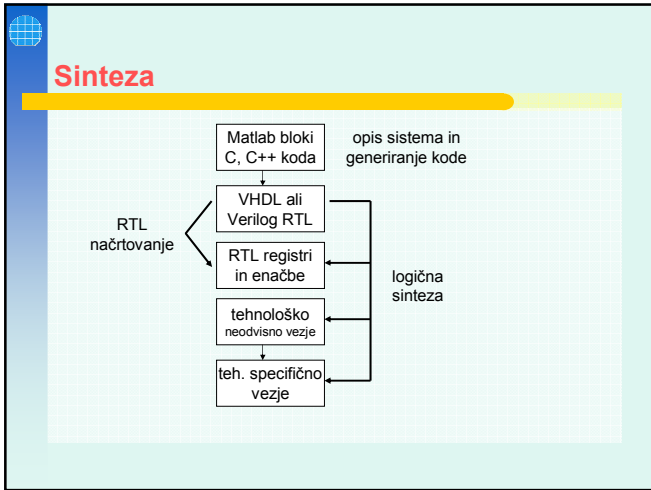 Sinteza
Matlab bloki
C, C++ koda
opis sistema in
generiranje kode
VHDL ali
Verilog RTL
RTL
načrtovanje
RTL registri
in enačbe
logična
sinteza
tehnološko
neodvisno vezje
teh. specifično
vezje